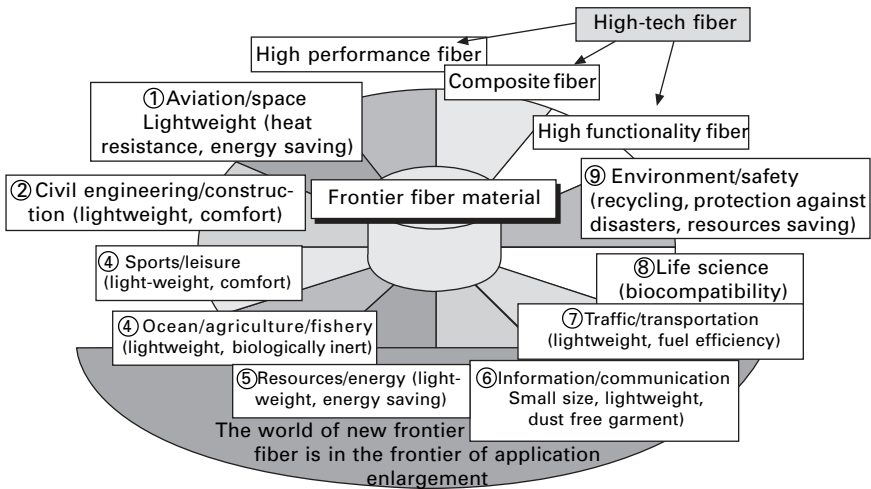 High-tech fiber
High performance fiber
Composite fiber
High functionality fiber
①Aviation/space
Lightweight (heat
resistance, energy saving)
② Civil engineering/construc-
tion (lightweight, comfort)
④ Sports/leisure
(light-weight, comfort)
④ Ocean/agriculture/fishery
(lightweight, biologically inert)
⑤Resources/energy (light-
weight, energy saving)
⑥Information/communication
Small size, lightweight,
dust free garment)
⑦Traffic/transportation
(lightweight, fuel efficiency)
⑧Life science
(biocompatibility)
⑨ Environment/safety
(recycling, protection against
disasters, resources saving)
Frontier fiber material
The world of new frontier
fiber is in the frontier of application
enlargement